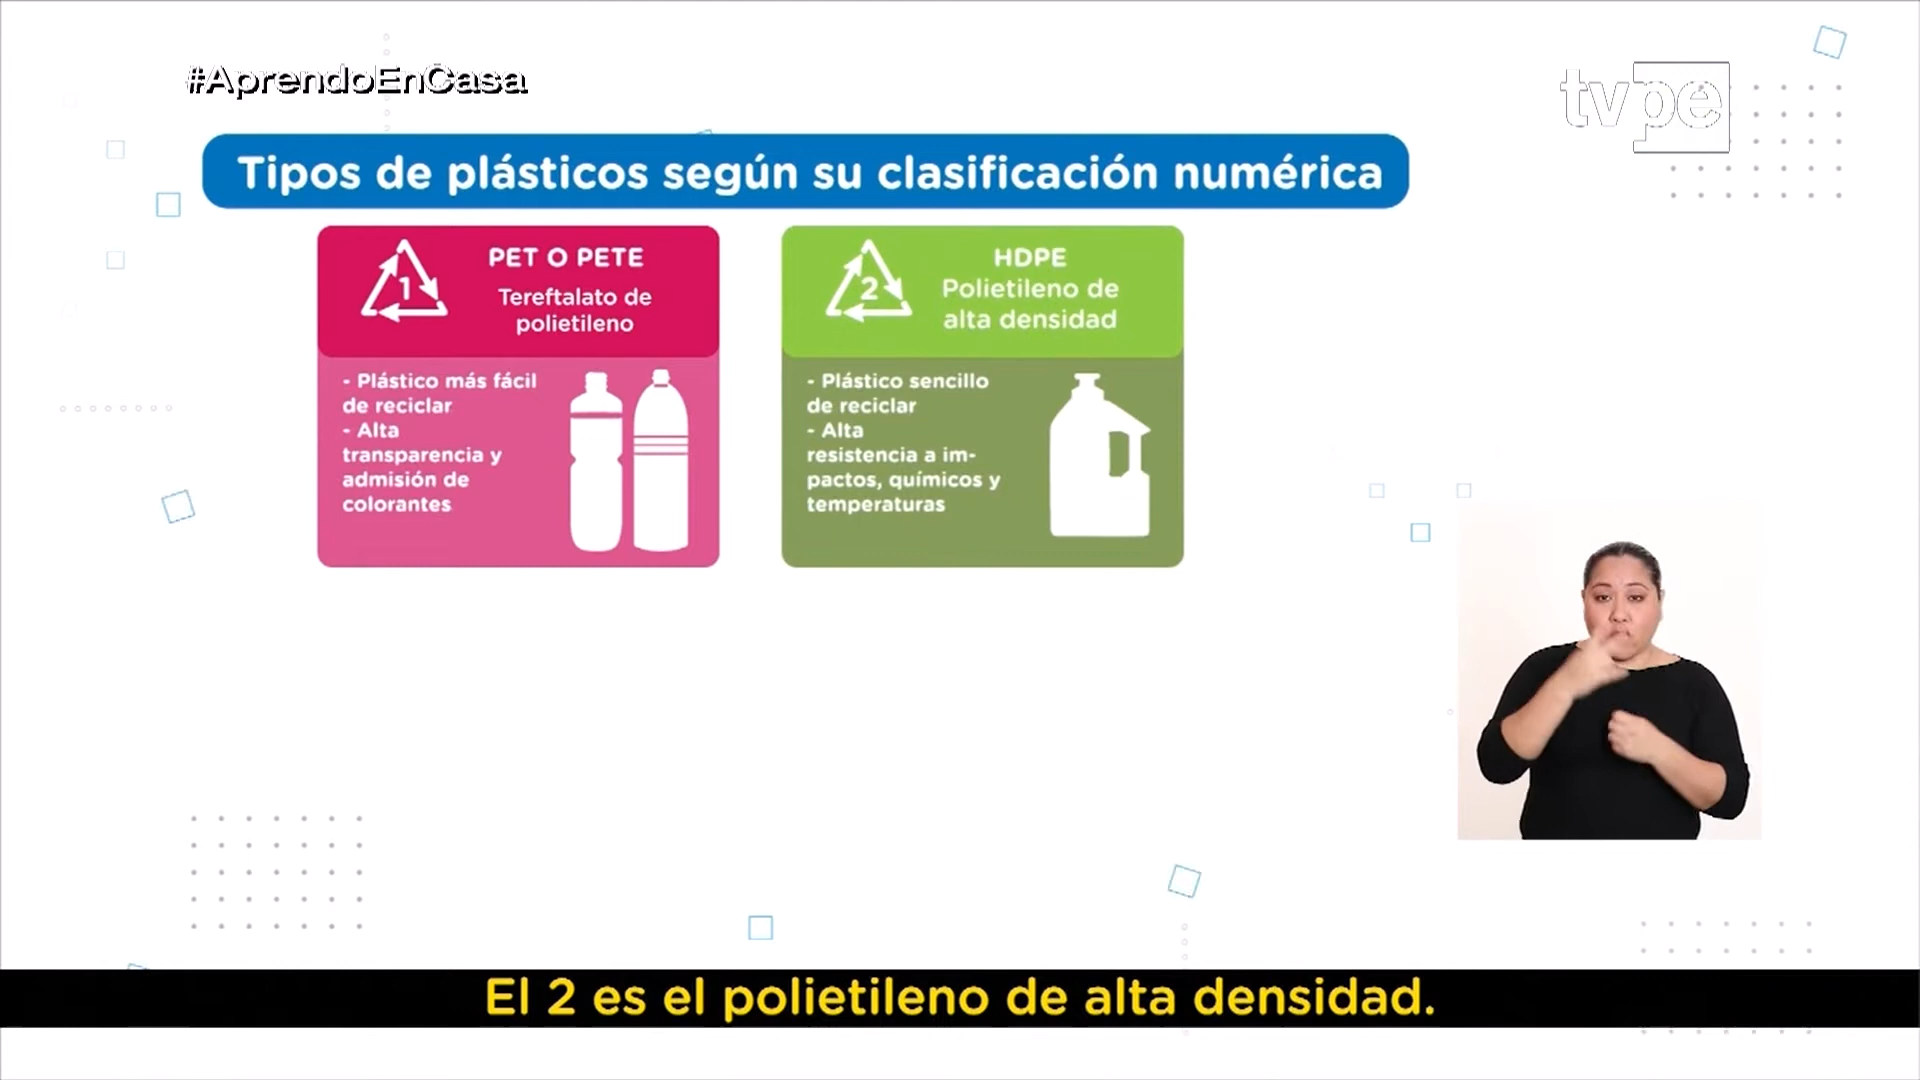 #AprendoEnCasa
tvpe
Tipos de plásticos según su clasificación numérica
1
PET O PETE
Tereftalato de
polietileno
- Plástico más fácil
de reciclar
- Alta
transparencia y
admisión de
colorantes
2
HDPE
Polietileno de
alta densidad
- Plástico sencillo
de reciclar
- Alta
resistencia a im-
pactos, químicos y
temperaturas
El 2 es el polietileno de alta densidad.